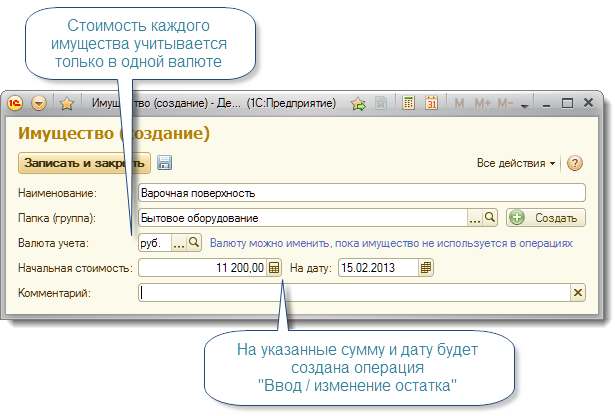 Стоимость каждого
имущества учитывается
только в одной валюте
1С Имущество (создание) - Де... (1С:Предприятие) 31 M M+ M-
Имущество (создание)
Записать и закрыть Все действия ?
Наименование: Варочная поверхность
Папка (группа): Бытовое оборудование ... Создать
Валюта учета: руб. ... Валюту можно именить, пока имущество не используется в операциях
Начальная стоимость: 11 200,00 На дату: 15.02.2013
Комментарий:
На указанные сумму и дату будет
создана операция
"Ввод / изменение остатка"